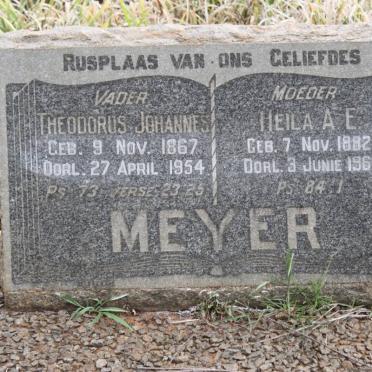 RUSPLAAS VAN ONS GELIEFDES
VADER
THEODORUS JOHANNES
GEB. 9 NOV. 1867
OORL. 27 APRIL 1954
PS. 73. VERSE 23-25
MOEDER
HEILA A. E.
GEB. 7 NOV. 1882
OORL. 3 JUNIE 196
PS. 84:1
MEYER